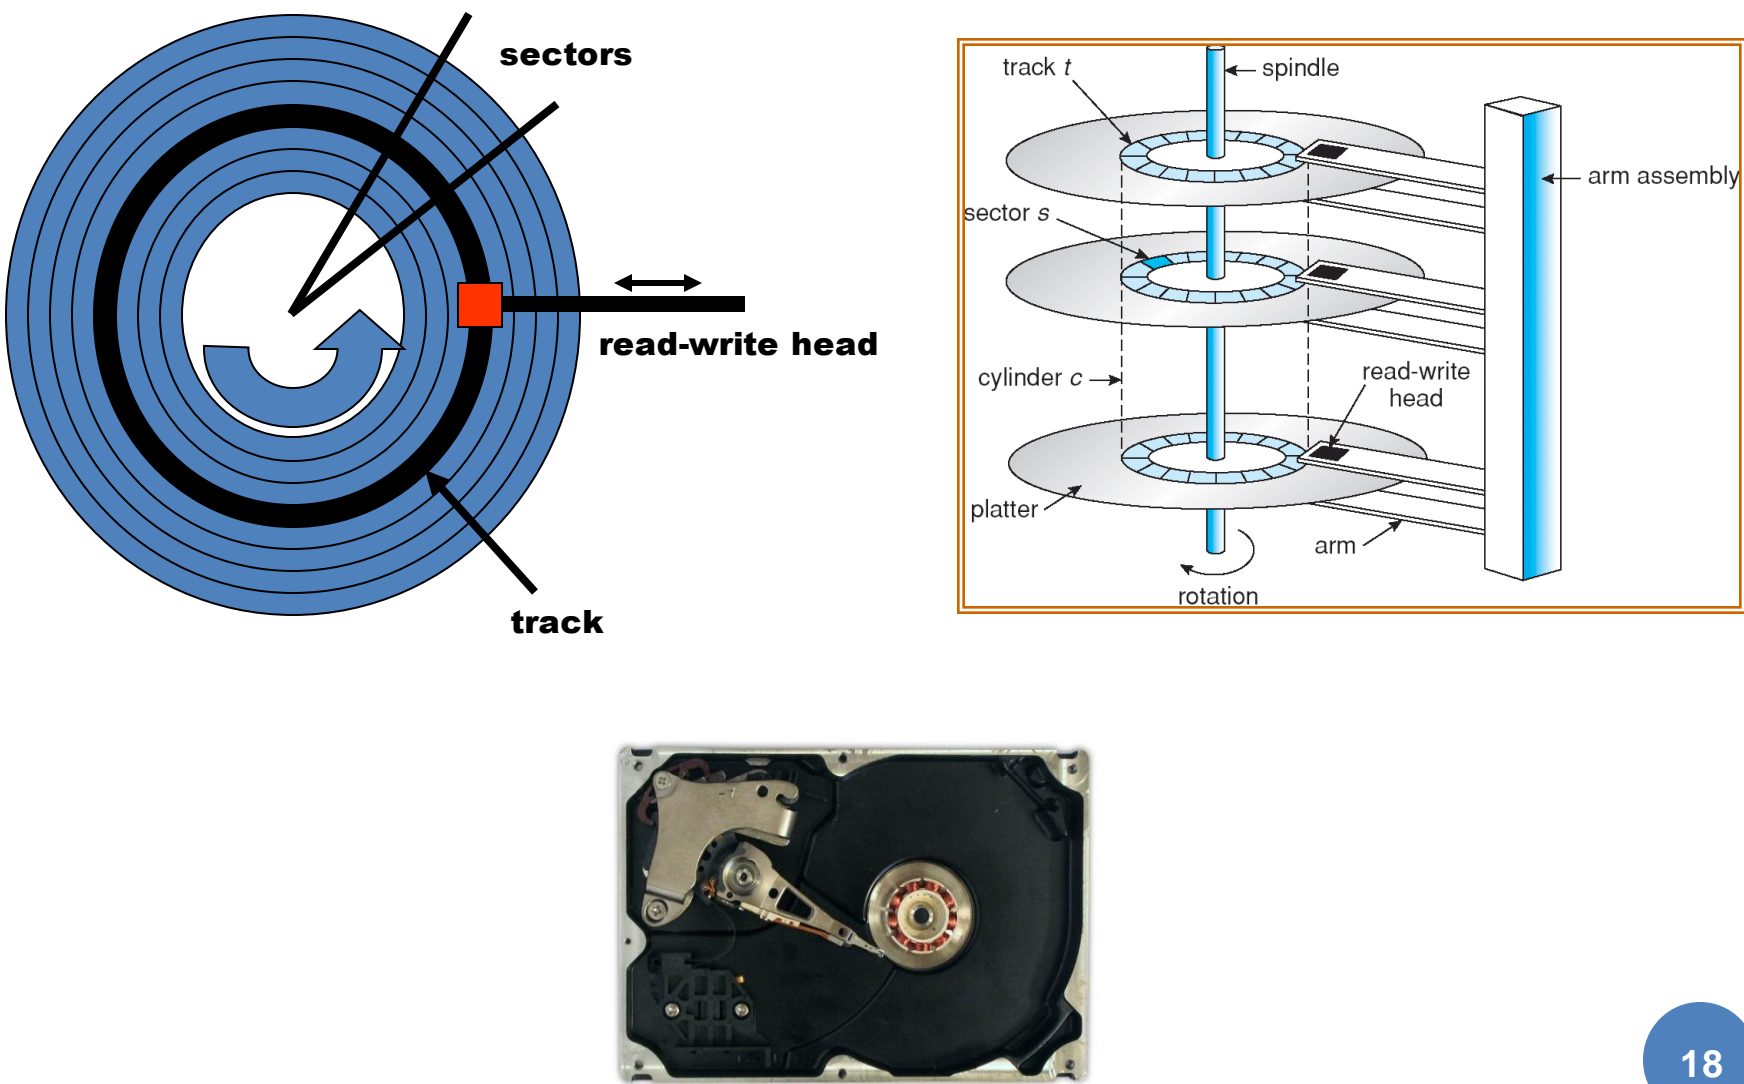 sectors
read-write head
track
track t
spindle
arm assembly
sector s
cylinder c
read-write
head
platter
arm
rotation
18